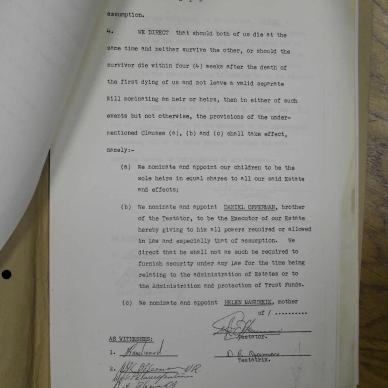 assumption.
4. WE DIRECT that should both of us die at the
same time and neither survive the other, or should the
survivor die within four (4) weeks after the death of
the first dying of us and not leave a valid separate
Will nominating an heir or heirs, then in either of such
events but not otherwise, the provisions of the under-
mentioned Clauses (a), (b) and (c) shall take effect,
namely:-
(a) We nominate and appoint our children to be the
sole heirs in equal shares to all our said Estate
and effects;
(b) We nominate and appoint DANIEL OPPERMAN, brother
of the Testator, to be the Executor of our Estate
hereby giving to him all powers required or allowed
in law and especially that of assumption. We
direct that he shall not as such be required to
furnish security under any law for the time being
relating to the Administration of Estates or to
the Administration and protection of Trust Funds.
(c) We nominate and appoint HELEN, mother
of / ..........
Testator.
AS WITNESSES:
1.
Testatrix.
2.